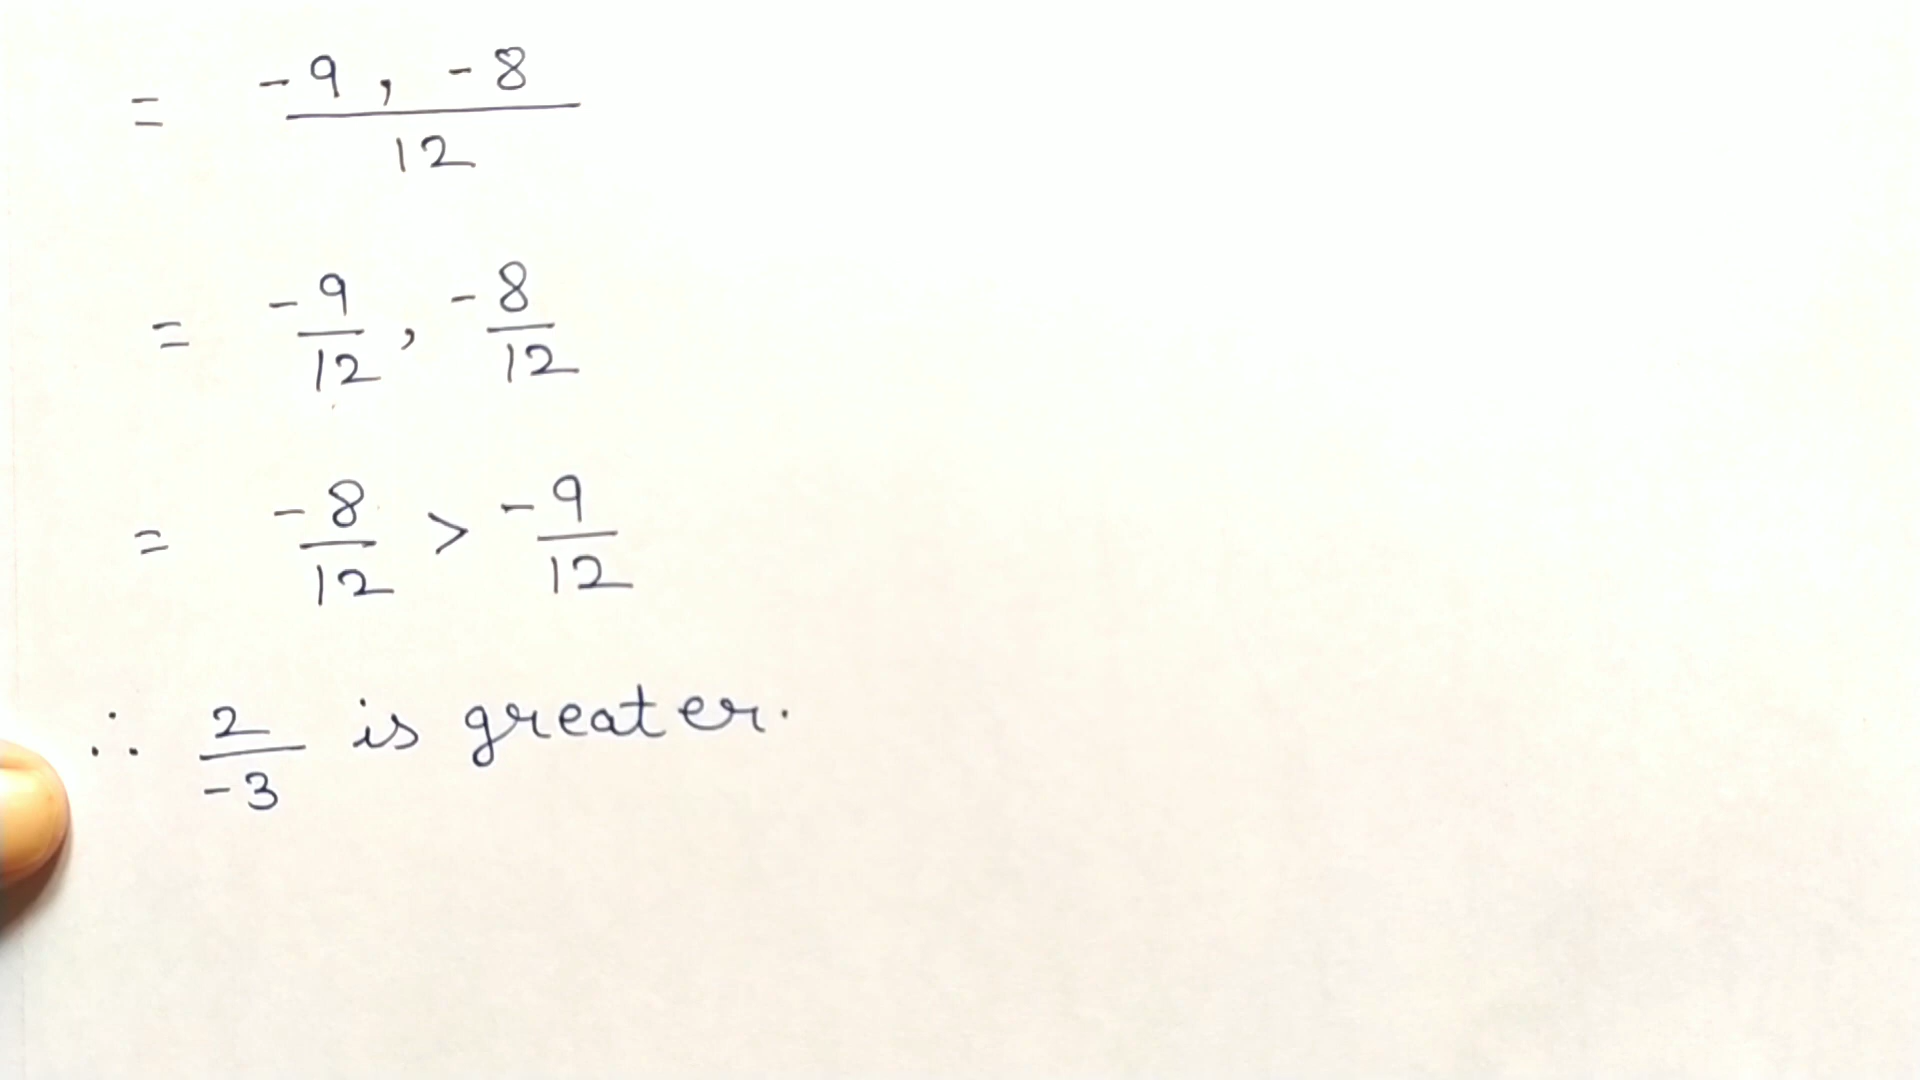 = -9, -8 / 12
= -9/12, -8/12
= -8/12 > -9/12
∴ 2/-3 is greater.